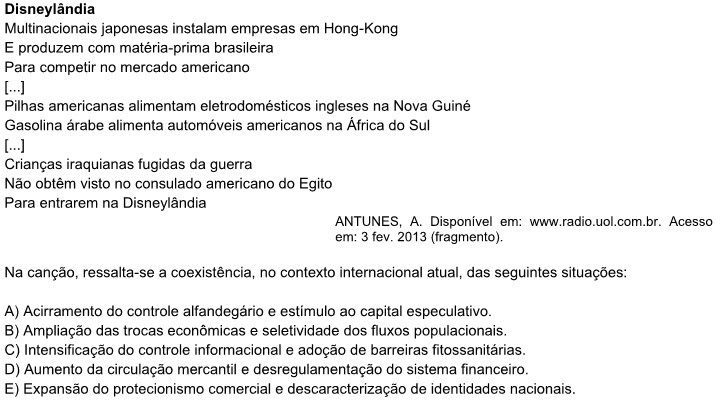 Disneylândia
Multinacionais japonesas instalam empresas em Hong-Kong
E produzem com matéria-prima brasileira
Para competir no mercado americano
[...]
Pilhas americanas alimentam eletrodomésticos ingleses na Nova Guiné
Gasolina árabe alimenta automóveis americanos na África do Sul
[...]
Crianças iraquianas fugidas da guerra
Não obtêm visto no consulado americano do Egito
Para entrarem na Disneylândia
ANTUNES, A. Disponível em: www.radio.uol.com.br. Acesso
em: 3 fev. 2013 (fragmento).
Na canção, ressalta-se a coexistência, no contexto internacional atual, das seguintes situações:
A) Acirramento do controle alfandegário e estímulo ao capital especulativo.
B) Ampliação das trocas econômicas e seletividade dos fluxos populacionais.
C) Intensificação do controle informacional e adoção de barreiras fitossanitárias.
D) Aumento da circulação mercantil e desregulamentação do sistema financeiro.
E) Expansão do protecionismo comercial e descaracterização de identidades nacionais.